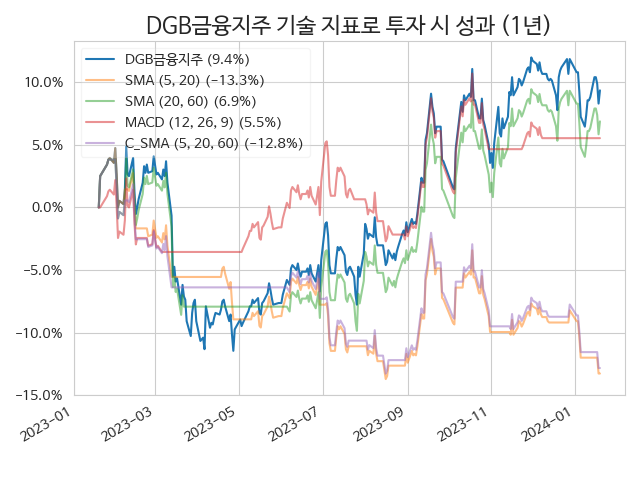 DGB금융지주 기술 지표로 투자 시 성과 (1년)
DGB금융지주 (9.4%)
SMA (5, 20) (−13.3%)
SMA (20, 60) (6.9%)
MACD (12, 26, 9) (5.5%)
C_SMA (5, 20, 60) (−12.8%)
10.0%
5.0%
0.0%
−5.0%
−10.0%
−15.0%
2023-01
2023-03
2023-05
2023-07
2023-09
2023-11
2024-01